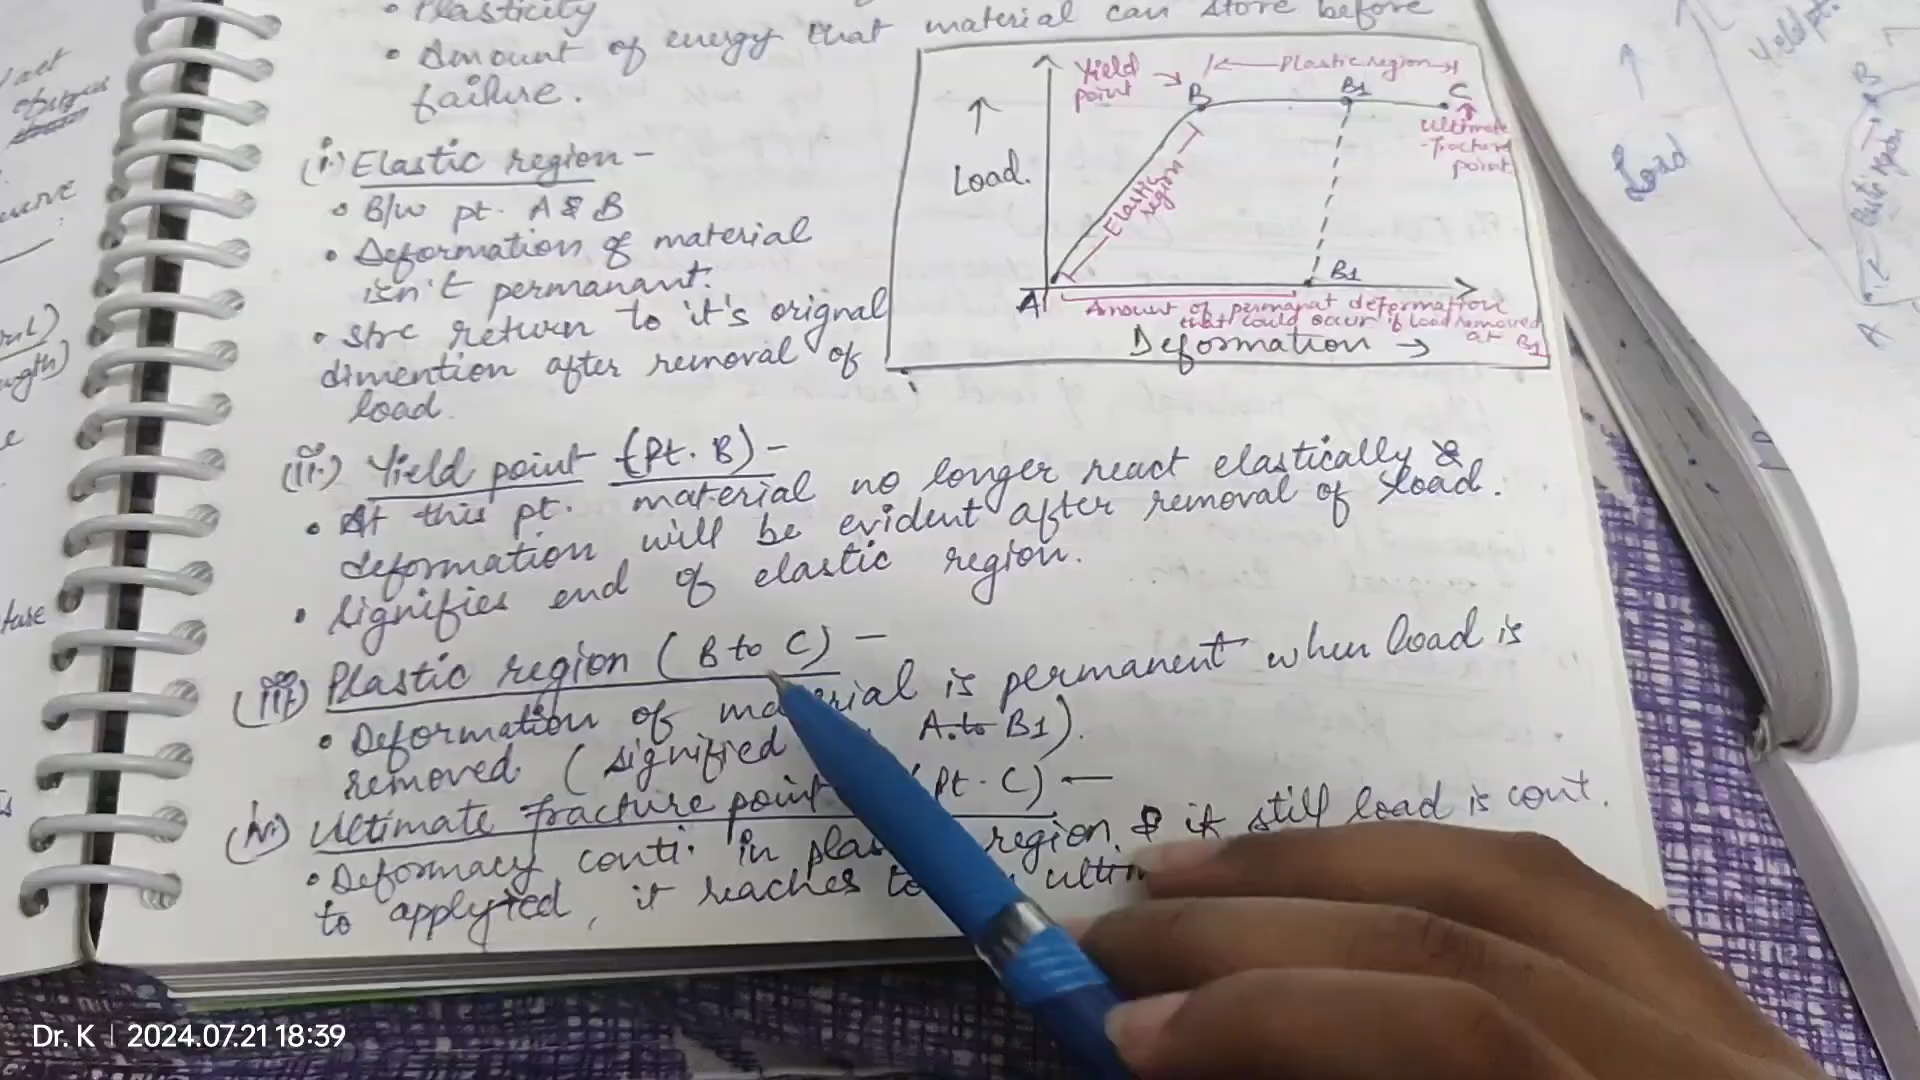 • Plasticity
• Amount of energy that material can store before
failure.
(i) Elastic region -
• B/w pt. A & B
• Deformation of material
isn't permanant.
• Strc return to it's orignal
dimention after removal of
load.
(ii) Yield point (Pt. B) -
• At this pt. material no longer react elastically &
deformation will be evident after removal of load.
• Signifies end of elastic region.
(iii) Plastic region (B to C) -
• Deformation of material is permanent when load is
removed (signified A to B1).
(iv) Ultimate fracture point (Pt. C) -
• Deformacy conti. in region. & if still load is cont.
to applyied, it reaches to
Yield
point
Plastic region
B
B1
C
Ultimate
fracture
point
Load
Elastic
region
A
B1
Amount of permanat deformation
that could occur if load removed
at B1
Deformation
Load
Yield pt.
B
A
Dr. K | 2024.07.21 18:39